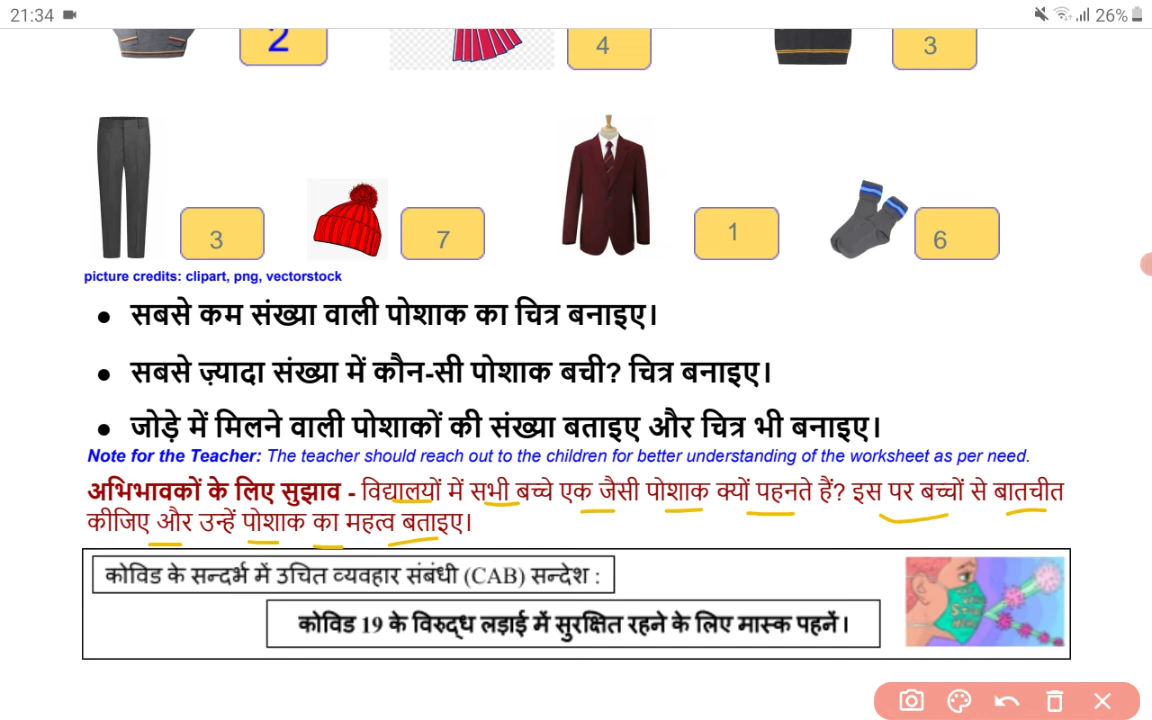 21:34 26%
2 4 3
3 7 1 6
picture credits: clipart, png, vectorstock
• सबसे कम संख्या वाली पोशाक का चित्र बनाइए।
• सबसे ज़्यादा संख्या में कौन-सी पोशाक बची? चित्र बनाइए।
• जोड़े में मिलने वाली पोशाकों की संख्या बताइए और चित्र भी बनाइए।
Note for the Teacher: The teacher should reach out to the children for better understanding of the worksheet as per need.
अभिभावकों के लिए सुझाव - विद्यालयों में सभी बच्चे एक जैसी पोशाक क्यों पहनते हैं? इस पर बच्चों से बातचीत
कीजिए और उन्हें पोशाक का महत्व बताइए।
कोविड के सन्दर्भ में उचित व्यवहार संबंधी (CAB) सन्देश :
कोविड 19 के विरुद्ध लड़ाई में सुरक्षित रहने के लिए मास्क पहनें।